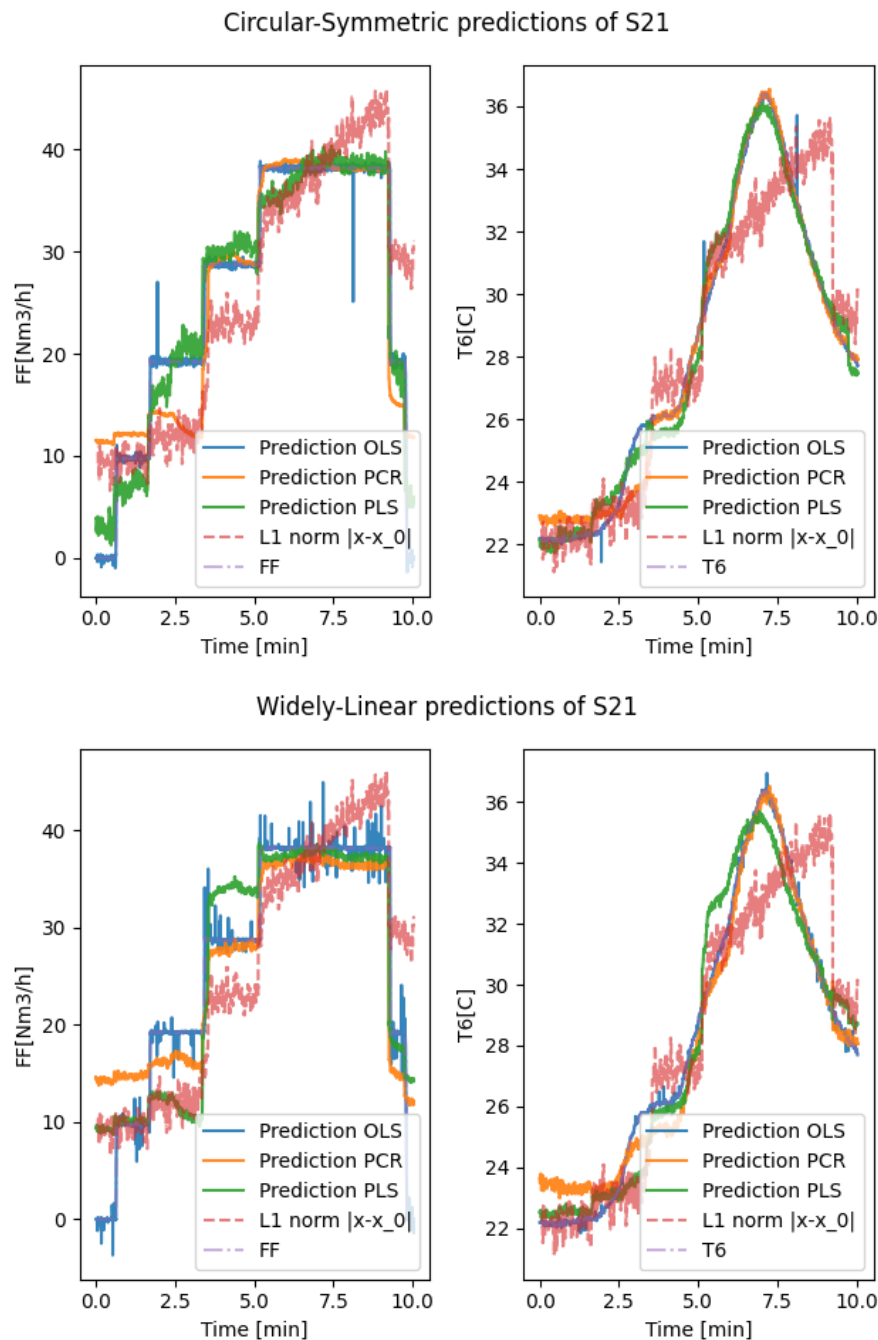 Circular-Symmetric predictions of S21
FF[Nm3/h]
40
30
20
10
0
Prediction OLS
Prediction PCR
Prediction PLS
L1 norm |x-x_0|
FF
0.0 2.5 5.0 7.5 10.0
Time [min]
T6[C]
36
34
32
30
28
26
24
22
Prediction OLS
Prediction PCR
Prediction PLS
L1 norm |x-x_0|
T6
0.0 2.5 5.0 7.5 10.0
Time [min]
Widely-Linear predictions of S21
FF[Nm3/h]
40
30
20
10
0
Prediction OLS
Prediction PCR
Prediction PLS
L1 norm |x-x_0|
FF
0.0 2.5 5.0 7.5 10.0
Time [min]
T6[C]
36
34
32
30
28
26
24
22
Prediction OLS
Prediction PCR
Prediction PLS
L1 norm |x-x_0|
T6
0.0 2.5 5.0 7.5 10.0
Time [min]